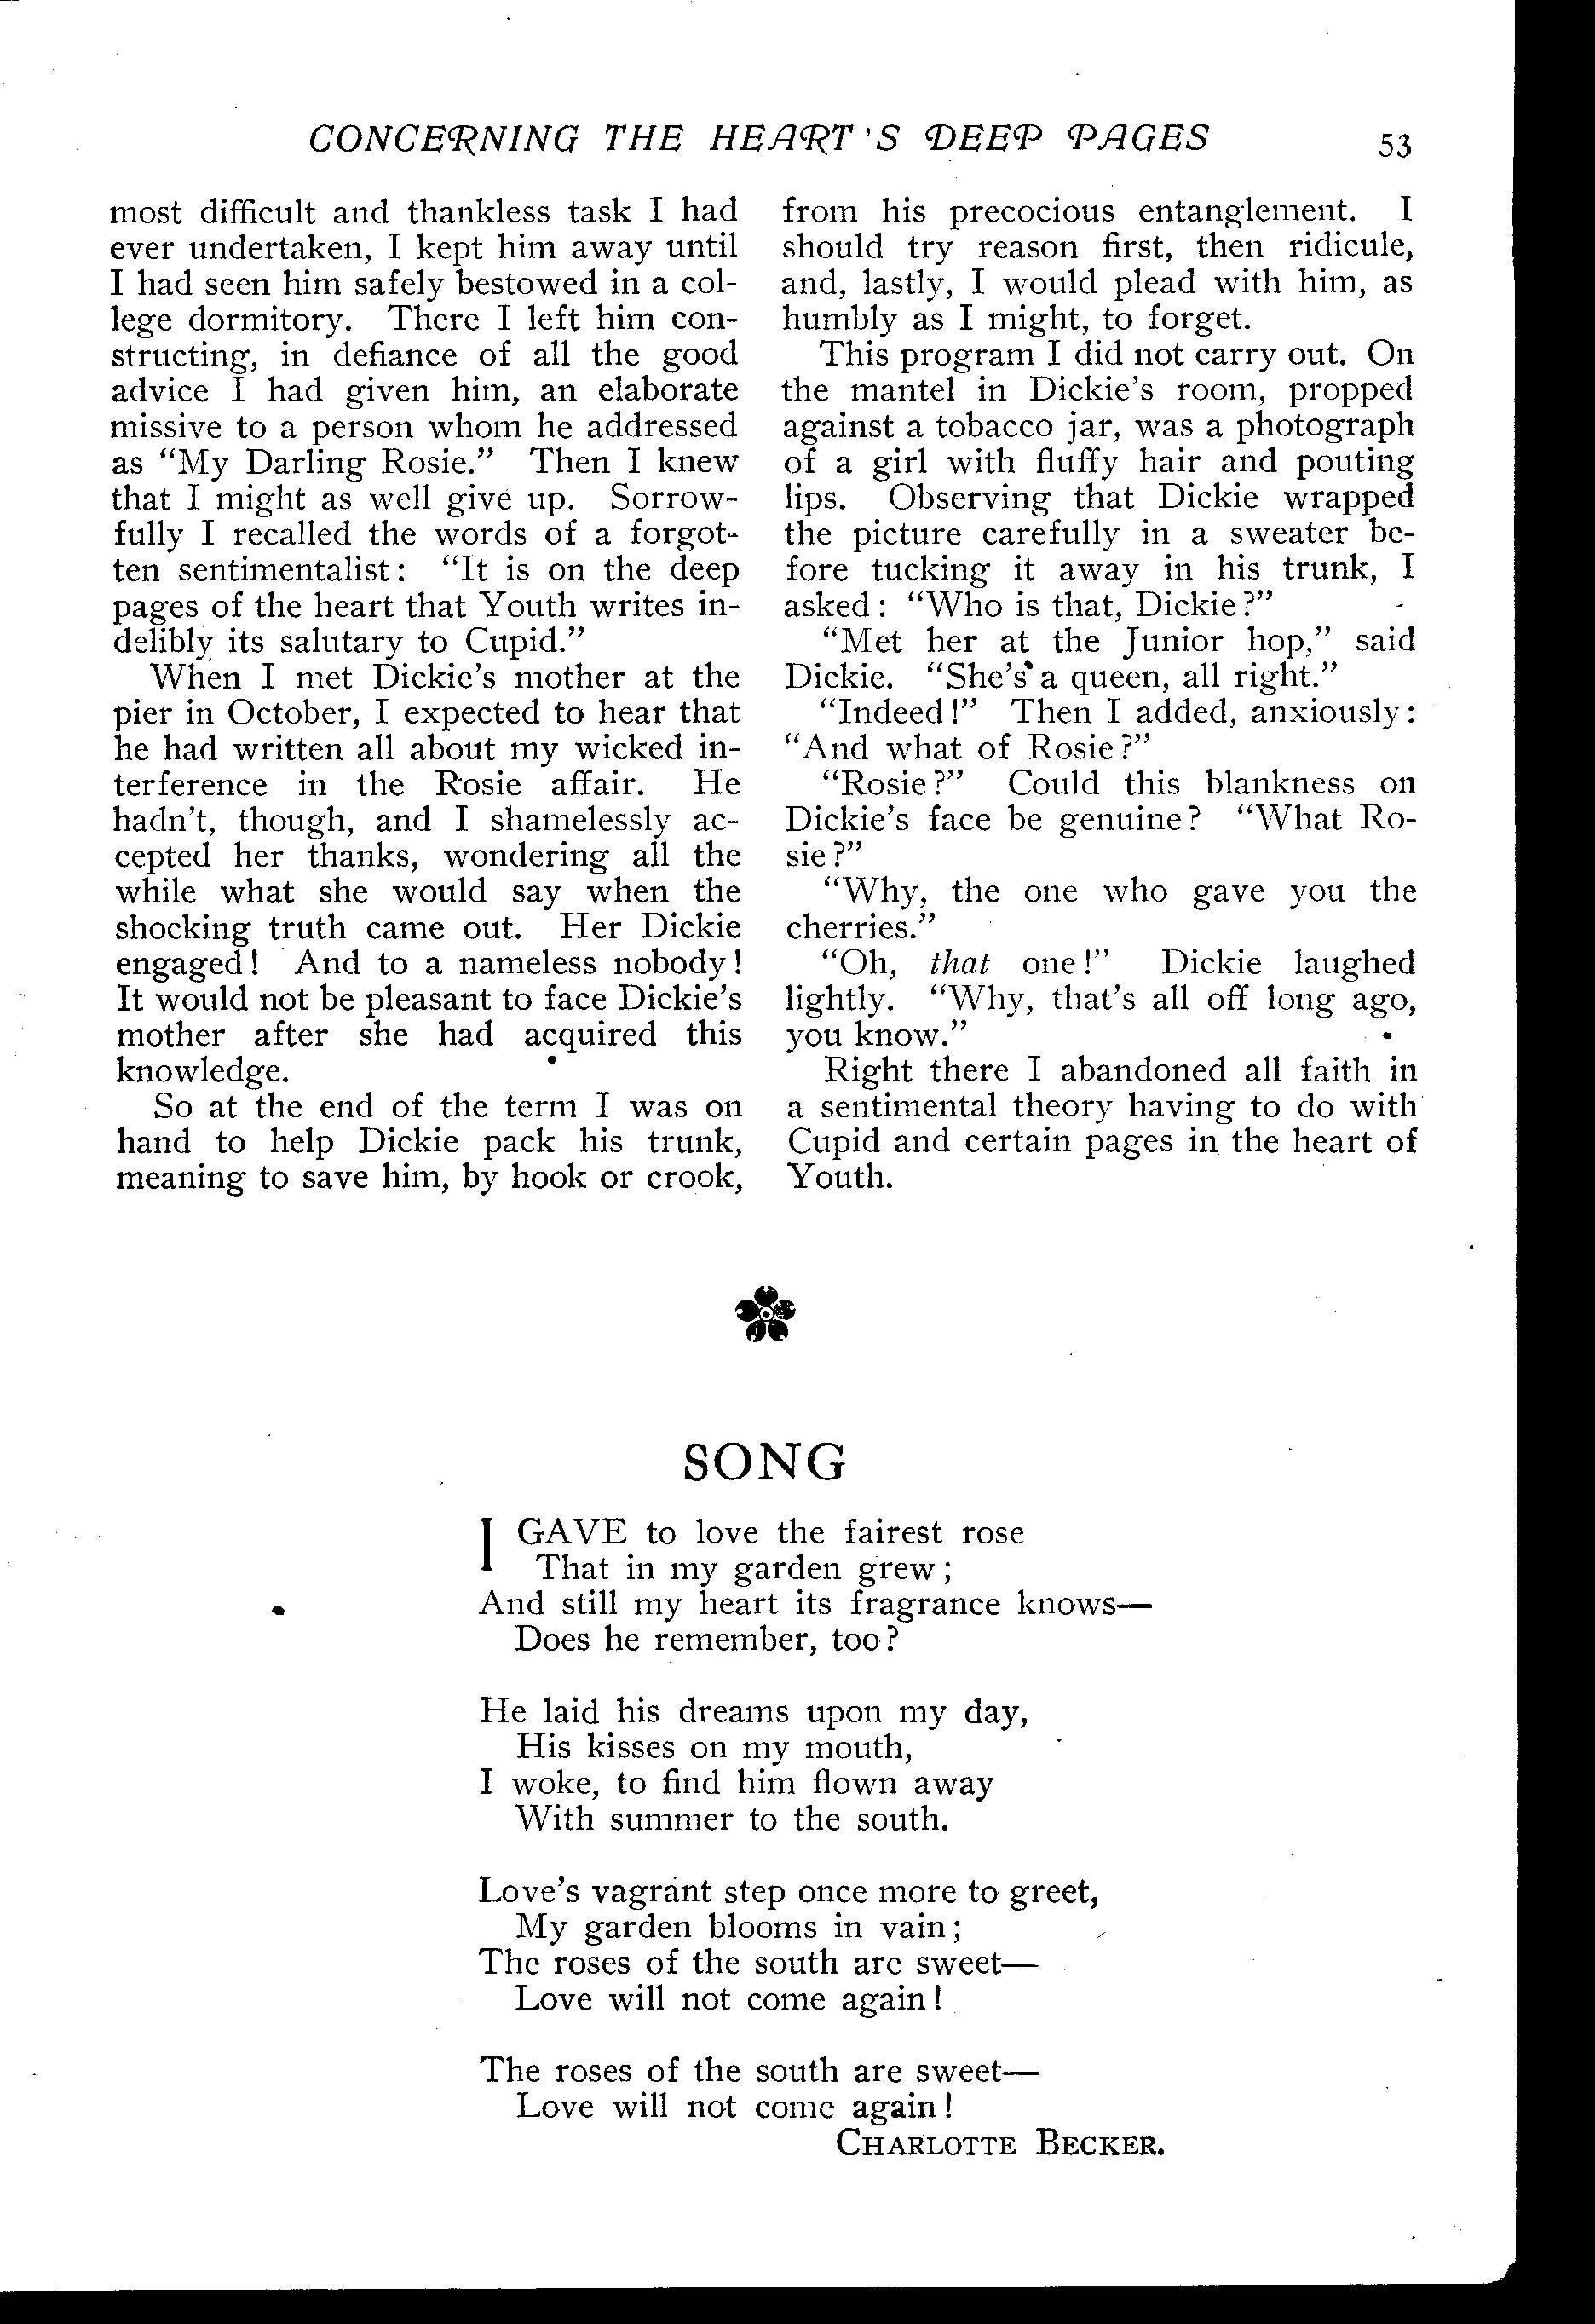 CONCERNING THE HEART'S DEEP PAGES 53
most difficult and thankless task I had
ever undertaken, I kept him away until
I had seen him safely bestowed in a col-
lege dormitory. There I left him con-
structing, in defiance of all the good
advice I had given him, an elaborate
missive to a person whom he addressed
as “My Darling Rosie.” Then I knew
that I might as well give up. Sorrow-
fully I recalled the words of a forgot-
ten sentimentalist: “It is on the deep
pages of the heart that Youth writes in-
delibly its salutary to Cupid.”
When I met Dickie's mother at the
pier in October, I expected to hear that
he had written all about my wicked in-
terference in the Rosie affair. He
hadn't, though, and I shamelessly ac-
cepted her thanks, wondering all the
while what she would say when the
shocking truth came out. Her Dickie
engaged! And to a nameless nobody!
It would not be pleasant to face Dickie's
mother after she had acquired this
knowledge.
So at the end of the term I was on
hand to help Dickie pack his trunk,
meaning to save him, by hook or crook,
from his precocious entanglement. I
should try reason first, then ridicule,
and, lastly, I would plead with him, as
humbly as I might, to forget.
This program I did not carry out. On
the mantel in Dickie's room, propped
against a tobacco jar, was a photograph
of a girl with fluffy hair and pouting
lips. Observing that Dickie wrapped
the picture carefully in a sweater be-
fore tucking it away in his trunk, I
asked: “Who is that, Dickie?”
“Met her at the Junior hop,” said
Dickie. “She's a queen, all right.”
“Indeed!” Then I added, anxiously:
“And what of Rosie?”
“Rosie?” Could this blankness on
Dickie's face be genuine? “What Ro-
sie?”
“Why, the one who gave you the
cherries.”
“Oh, that one!” Dickie laughed
lightly. “Why, that's all off long ago,
you know.”
Right there I abandoned all faith in
a sentimental theory having to do with
Cupid and certain pages in the heart of
Youth.
SONG
I GAVE to love the fairest rose
That in my garden grew;
And still my heart its fragrance knows—
Does he remember, too?
He laid his dreams upon my day,
His kisses on my mouth,
I woke, to find him flown away
With summer to the south.
Love's vagrant step once more to greet,
My garden blooms in vain;
The roses of the south are sweet—
Love will not come again!
The roses of the south are sweet—
Love will not come again!
CHARLOTTE BECKER.